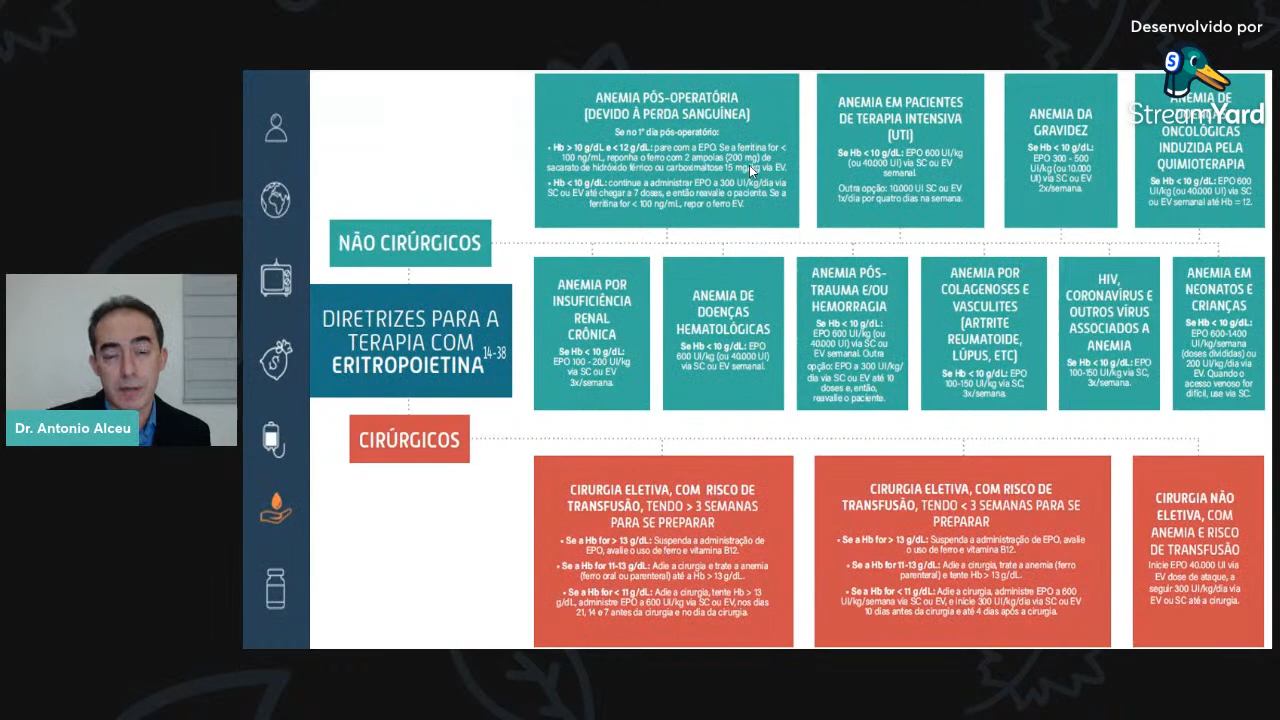 Desenvolvido por
StreamYard
ANEMIA PÓS-OPERATÓRIA
(DEVIDO À PERDA SANGUÍNEA)
Se no 1° dia pós-operatório:
• Hb > 10 g/dL e < 12 g/dL: pare com a EPO. Se a ferritina for <
100 ng/mL, reponha o ferro com 2 ampolas (200 mg) de
sacarato de hidróxido férrico ou carboximaltose 15 mg/kg via EV.
• Hb < 10 g/dL: continue a administrar EPO a 300 UI/kg/dia via
SC ou EV até chegar a 7 doses, e então reavalie o paciente. Se a
ferritina for < 100 ng/mL, repor o ferro EV.
ANEMIA EM PACIENTES
DE TERAPIA INTENSIVA
(UTI)
Se Hb < 10 g/dL: EPO 600 UI/kg
(ou 40.000 UI) via SC ou EV
semanal.
Outra opção: 10.000 UI SC ou EV
1x/dia por quatro dias na semana.
ANEMIA DA
GRAVIDEZ
Se Hb < 10 g/dL:
EPO 300 - 500
UI/kg (ou 10.000
UI) via SC ou EV
2x/semana.
ANEMIA DE
ONCOLÓGICAS
INDUZIDA PELA
QUIMIOTERAPIA
Se Hb < 10 g/dL: EPO 600
UI/kg (ou 40.000 UI) via SC
ou EV semanal até Hb = 12.
NÃO CIRÚRGICOS
ANEMIA POR
INSUFICIÊNCIA
RENAL
CRÔNICA
Se Hb < 10 g/dL:
EPO 100 - 200 UI/kg
via SC ou EV
3x/semana.
ANEMIA DE
DOENÇAS
HEMATOLÓGICAS
Se Hb < 10 g/dL: EPO
600 UI/kg (ou 40.000 UI)
via SC ou EV semanal.
ANEMIA PÓS-
TRAUMA E/OU
HEMORRAGIA
Se Hb < 10 g/dL:
EPO 600 UI/kg (ou
40.000 UI) via SC ou
EV semanal. Outra
opção: EPO a 300 UI/kg/
dia via SC ou EV até 10
doses e, então,
reavalie o paciente.
ANEMIA POR
COLAGENOSES E
VASCULITES
(ARTRITE
REUMATOIDE,
LÚPUS, ETC)
Se Hb < 10 g/dL: EPO
100-150 UI/kg via SC,
3x/semana.
HIV,
CORONAVÍRUS E
OUTROS VÍRUS
ASSOCIADOS A
ANEMIA
Se Hb < 10 g/dL: EPO
100-150 UI/kg via SC,
3x/semana.
ANEMIA EM
NEONATOS E
CRIANÇAS
Se Hb < 10 g/dL:
EPO 600-1.400
UI/kg/semana
(doses divididas) ou
200 UI/kg/dia via
EV. Quando o
acesso venoso for
difícil, use via SC.
DIRETRIZES PARA A
TERAPIA COM
ERITROPOIETINA 14-38
Dr. Antonio Alceu
CIRÚRGICOS
CIRURGIA ELETIVA, COM RISCO DE
TRANSFUSÃO, TENDO > 3 SEMANAS
PARA SE PREPARAR
• Se a Hb for > 13 g/dL: Suspenda a administração de
EPO, avalie o uso de ferro e vitamina B12.
• Se a Hb for 11-13 g/dL: Adie a cirurgia e trate a anemia
(ferro oral ou parenteral) até a Hb > 13 g/dL.
• Se a Hb for < 11 g/dL: Adie a cirurgia, tente Hb > 13
g/dL, administre EPO a 600 UI/kg via SC ou EV, nos dias
21, 14 e 7 antes da cirurgia e no dia da cirurgia.
CIRURGIA ELETIVA, COM RISCO DE
TRANSFUSÃO, TENDO < 3 SEMANAS PARA SE
PREPARAR
• Se a Hb for > 13 g/dL: Suspenda a administração de EPO, avalie
o uso de ferro e vitamina B12.
• Se a Hb for 11-13 g/dL: Adie a cirurgia, trate a anemia (ferro
parenteral) e tente Hb > 13 g/dL.
• Se a Hb for < 11 g/dL: Adie a cirurgia, administre EPO a 600
UI/kg/semana via SC ou EV, e inicie 300 UI/kg/dia via SC ou EV
10 dias antes da cirurgia e até 4 dias após a cirurgia.
CIRURGIA NÃO
ELETIVA, COM
ANEMIA E RISCO
DE TRANSFUSÃO
Inicie EPO 40.000 UI via
EV dose de ataque, a
seguir 300 UI/kg/dia via
EV ou SC até a cirurgia.